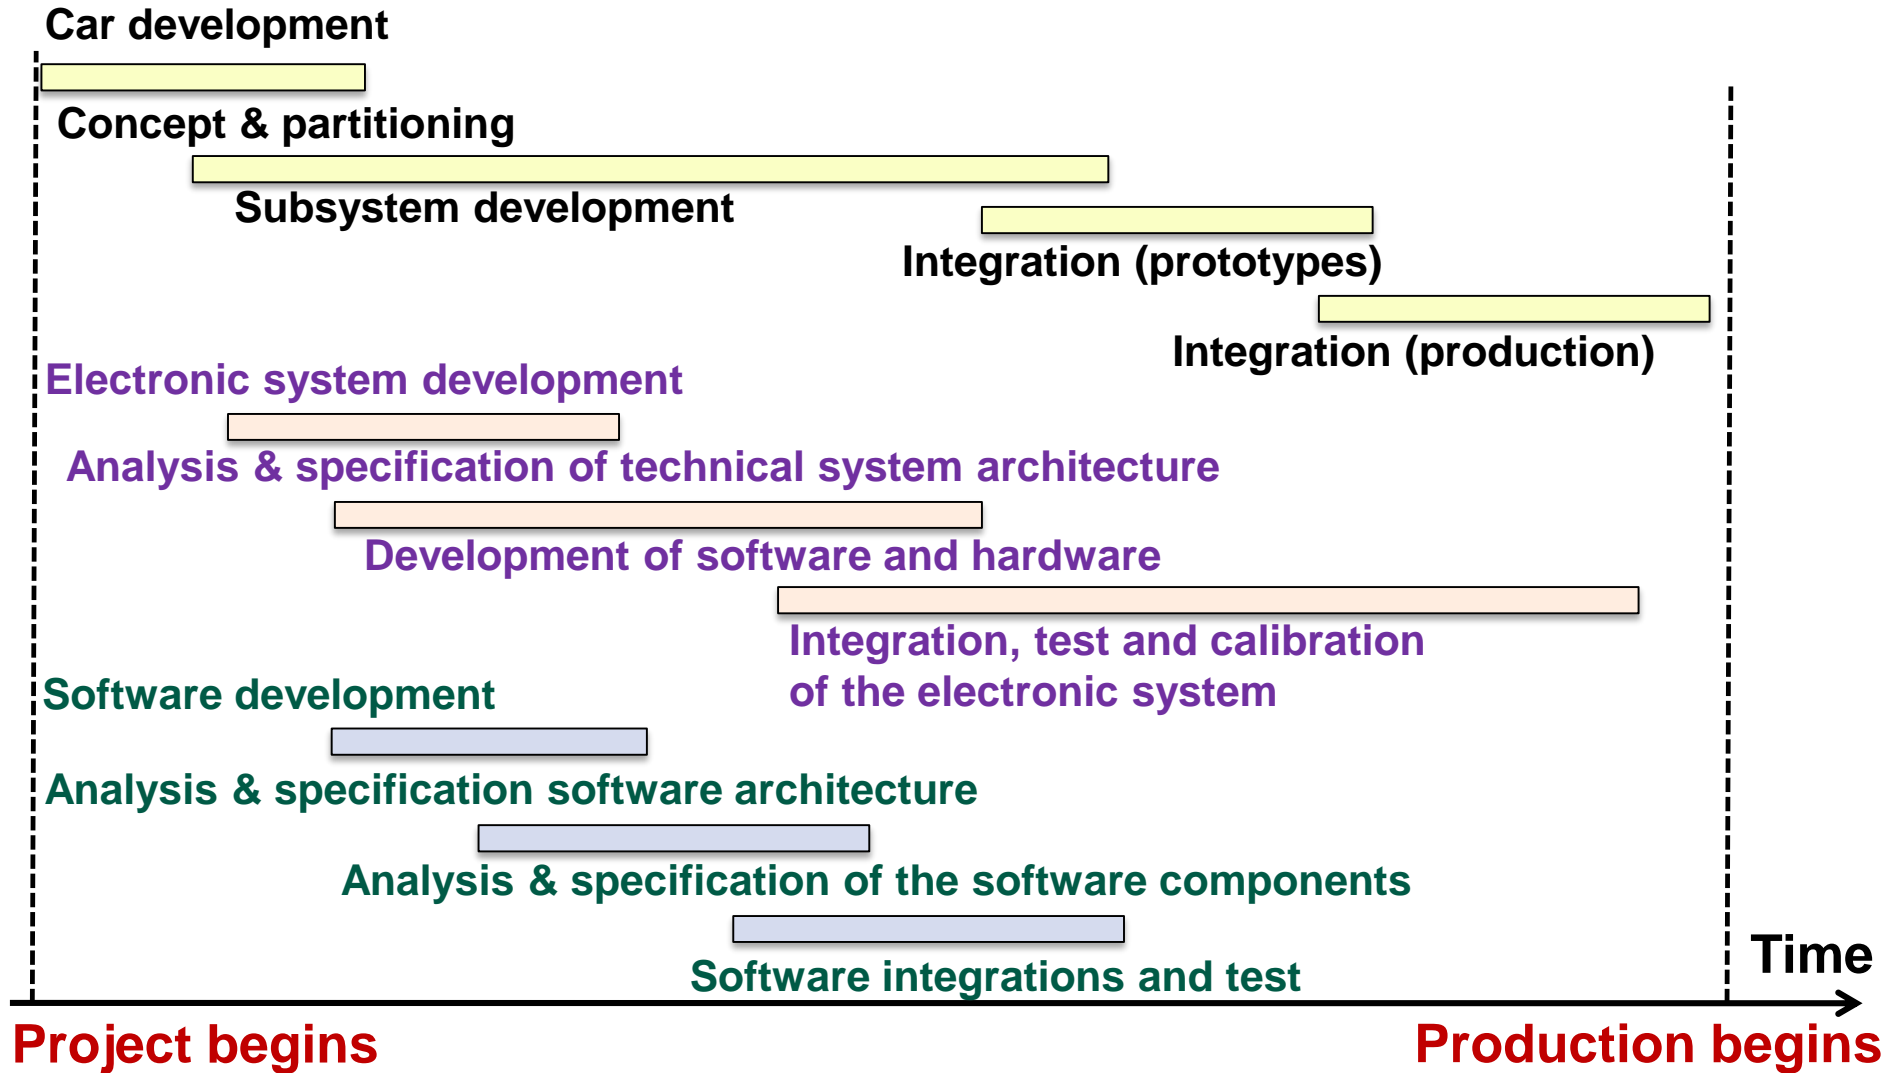 Car development
Concept & partitioning
Subsystem development
Integration (prototypes)
Integration (production)
Electronic system development
Analysis & specification of technical system architecture
Development of software and hardware
Integration, test and calibration
of the electronic system
Software development
Analysis & specification software architecture
Analysis & specification of the software components
Software integrations and test
Time
Project begins
Production begins